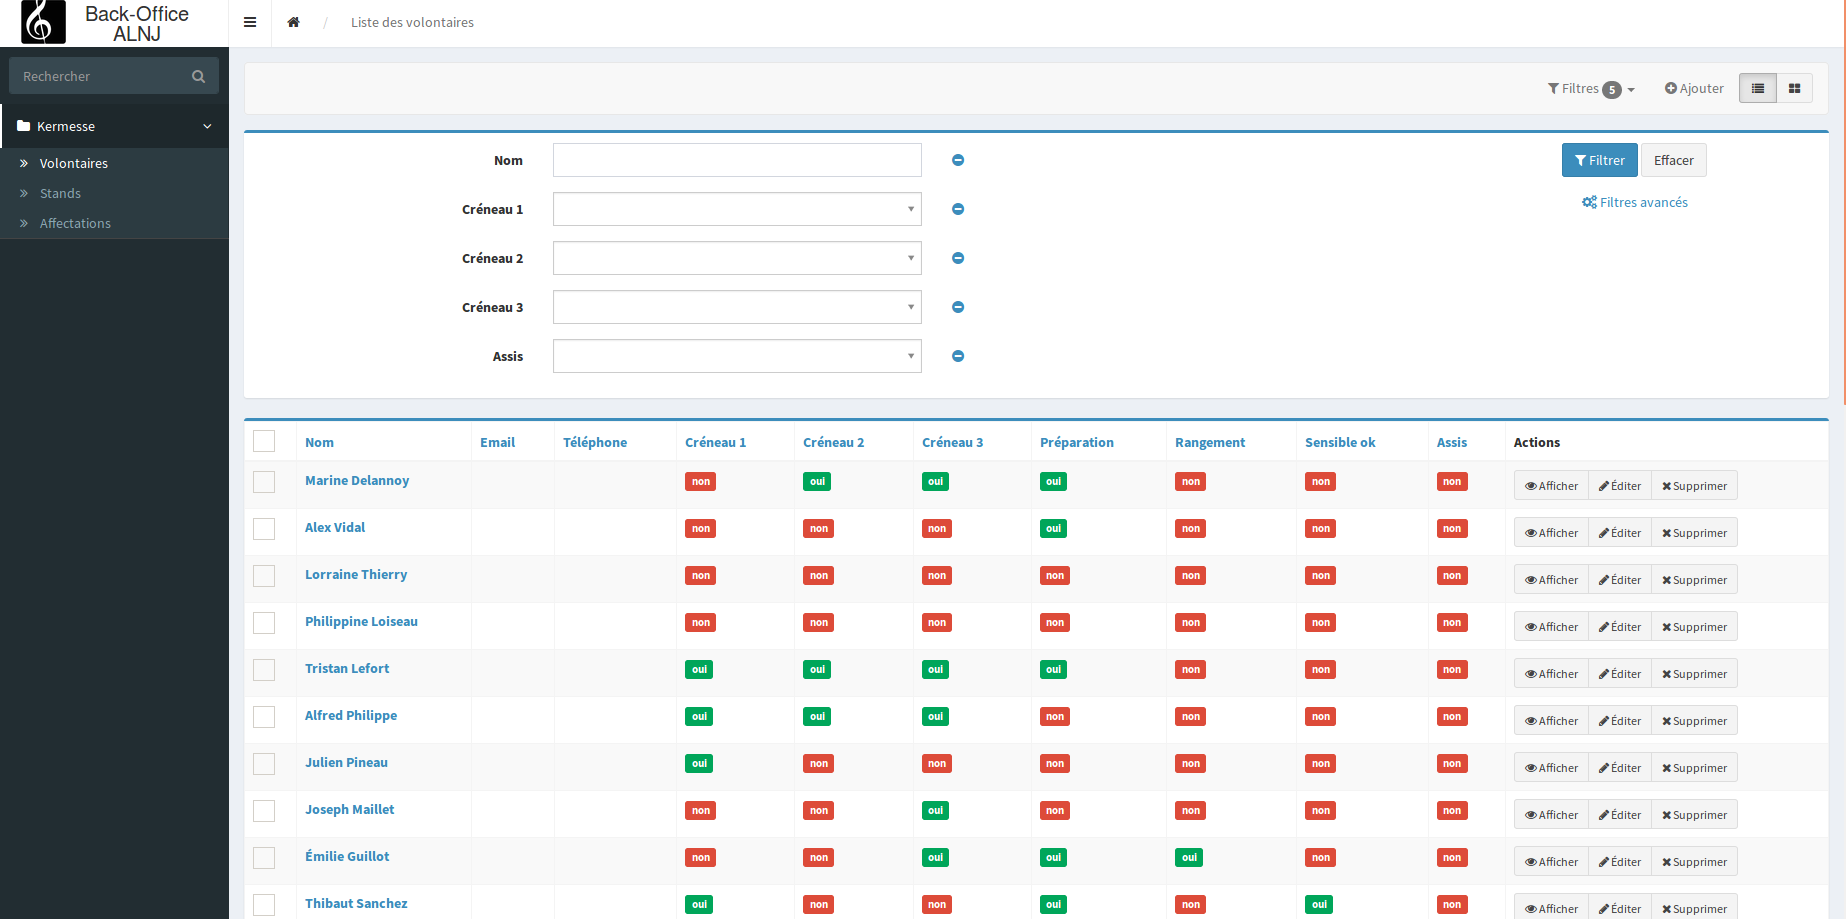 Back-Office
ALNJ
/ Liste des volontaires
Rechercher
Kermesse
Volontaires
Stands
Affectations
Filtres 5 Ajouter
Nom
Filtrer Effacer
Créneau 1
Filtres avancés
Créneau 2
Créneau 3
Assis
Nom Email Téléphone Créneau 1 Créneau 2 Créneau 3 Préparation Rangement Sensible ok Assis Actions
Marine Delannoy non oui oui oui non non non Afficher Éditer Supprimer
Alex Vidal non non non oui non non non Afficher Éditer Supprimer
Lorraine Thierry non non non non non non non Afficher Éditer Supprimer
Philippine Loiseau non non non non non non non Afficher Éditer Supprimer
Tristan Lefort oui oui oui oui non non non Afficher Éditer Supprimer
Alfred Philippe oui oui oui non non non non Afficher Éditer Supprimer
Julien Pineau oui non non non non non non Afficher Éditer Supprimer
Joseph Maillet non non oui non non non non Afficher Éditer Supprimer
Émilie Guillot non non oui oui oui non non Afficher Éditer Supprimer
Thibaut Sanchez oui non non oui non oui non Afficher Éditer Supprimer